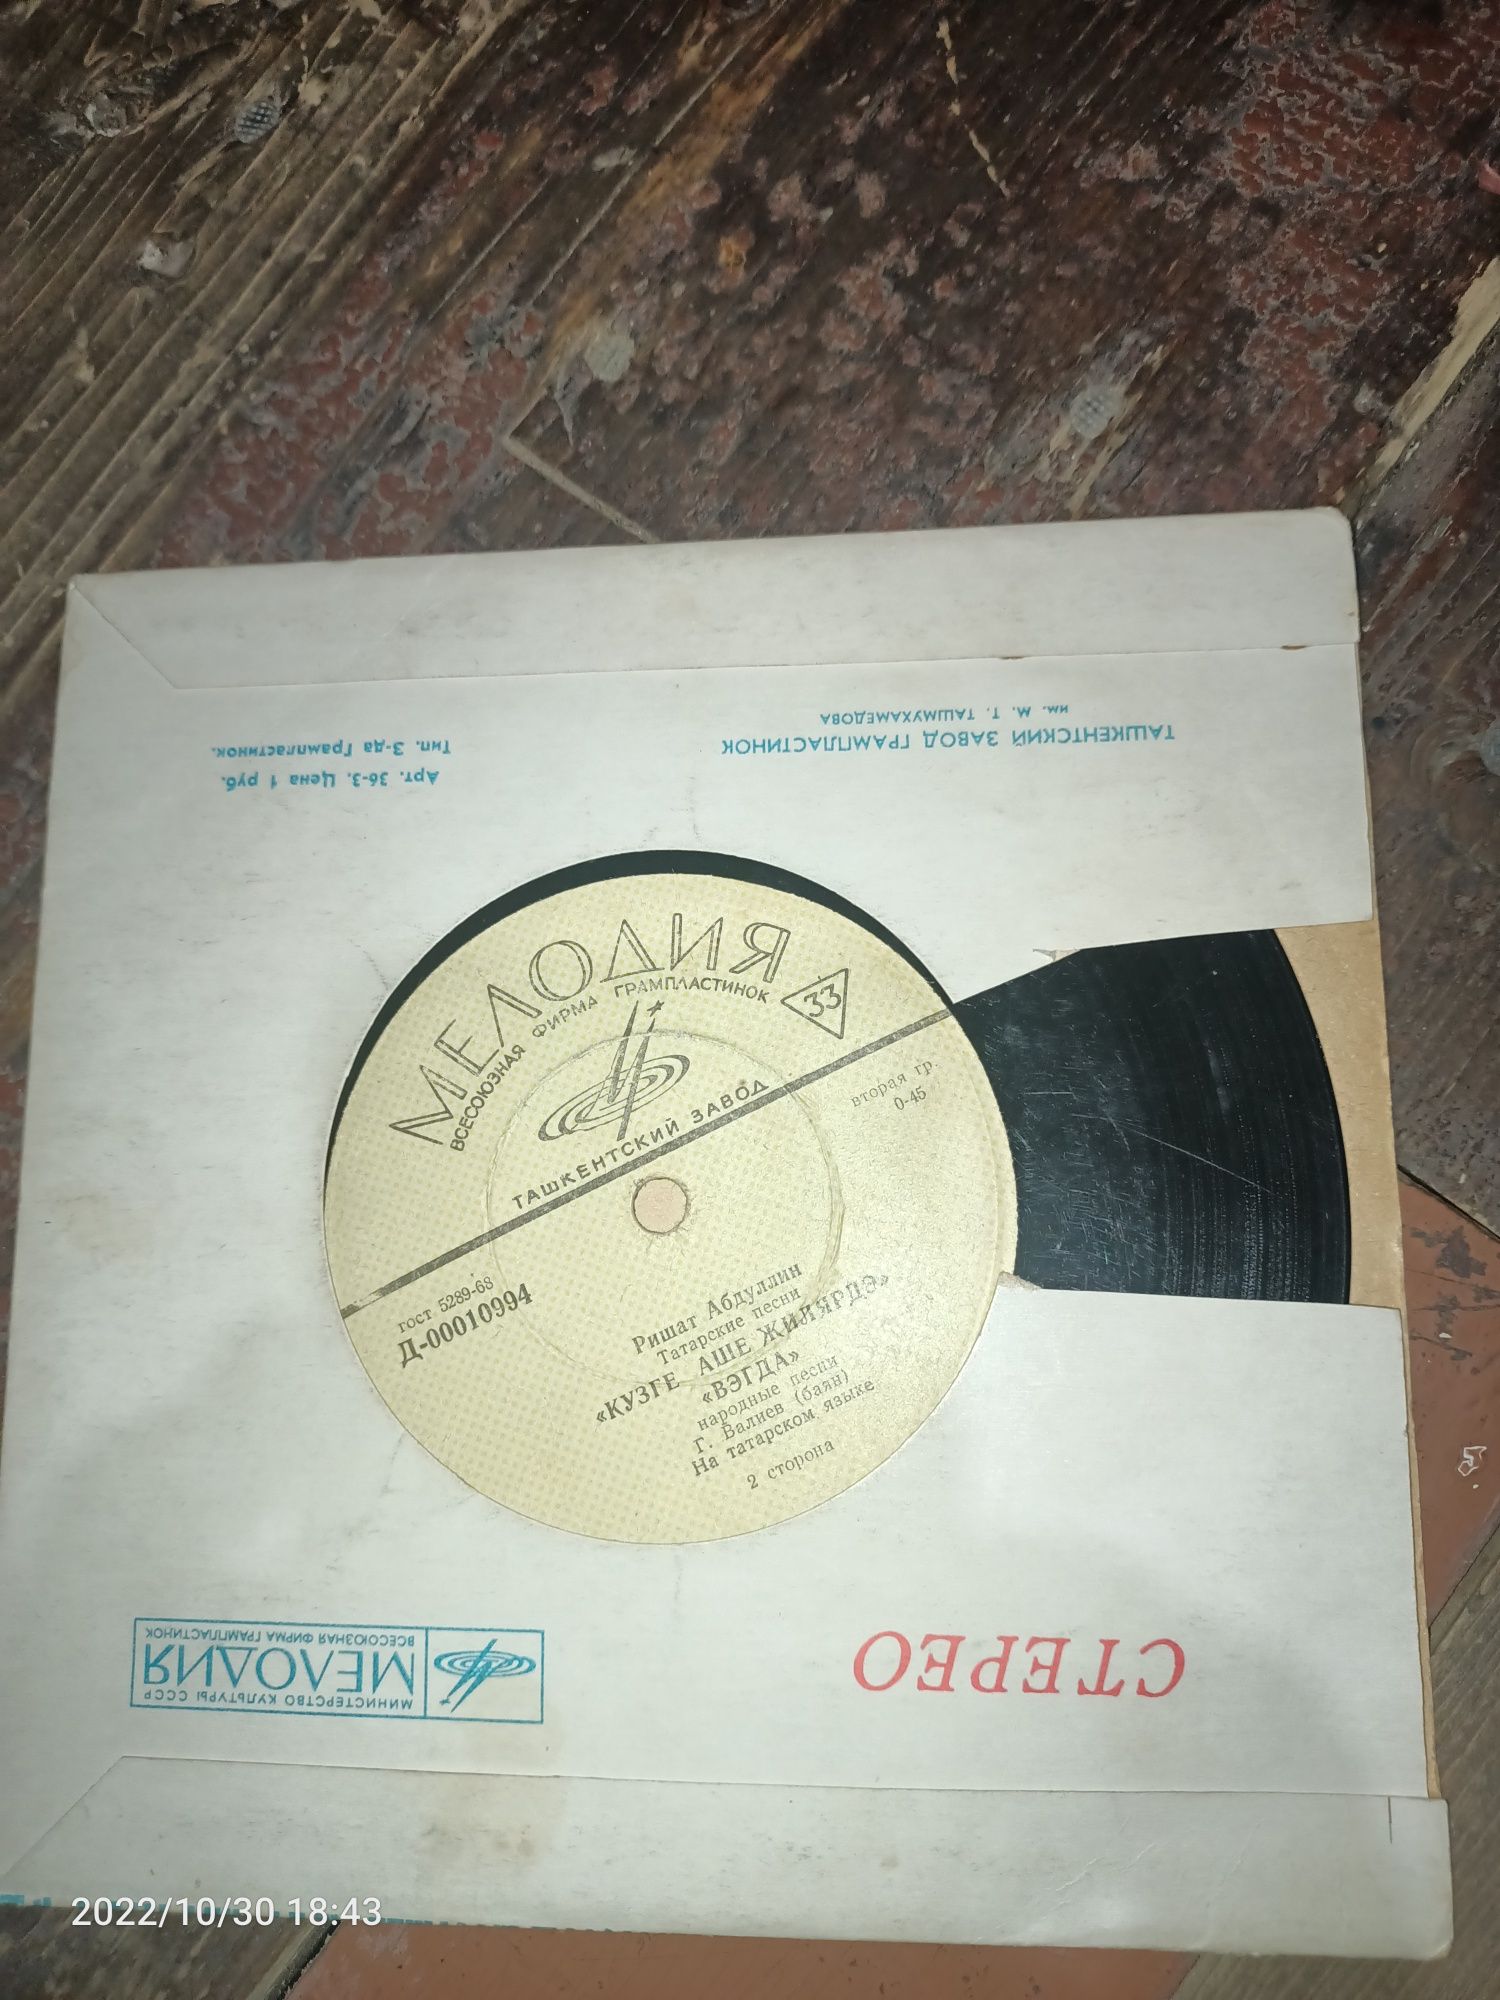 им. М. Т. ТАШМУХАМЕДОВА
ТАШКЕНТСКИЙ ЗАВОД ГРАМПЛАСТИНОК
Тип. З-да Грампластинок.
Арт. 36-3. Цена 1 руб.
МЕЛОДИЯ
ВСЕСОЮЗНАЯ ФИРМА ГРАМПЛАСТИНОК
33
ТАШКЕНТСКИЙ ЗАВОД
вторая гр.
0-45
ГОСТ 5289-68
Д-00010994
Ришат Абдуллин
Татарские песни
«КУЗГЕ АШЕ ЖИЛЯРДЭ»
«ВЭГДА»
народные песни
Г. Валиев (баян)
На татарском языке
2 сторона
СТЕРЕО
МИНИСТЕРСТВО КУЛЬТУРЫ СССР
МЕЛОДИЯ
ВСЕСОЮЗНАЯ ФИРМА ГРАМПЛАСТИНОК
2022/10/30 18:43